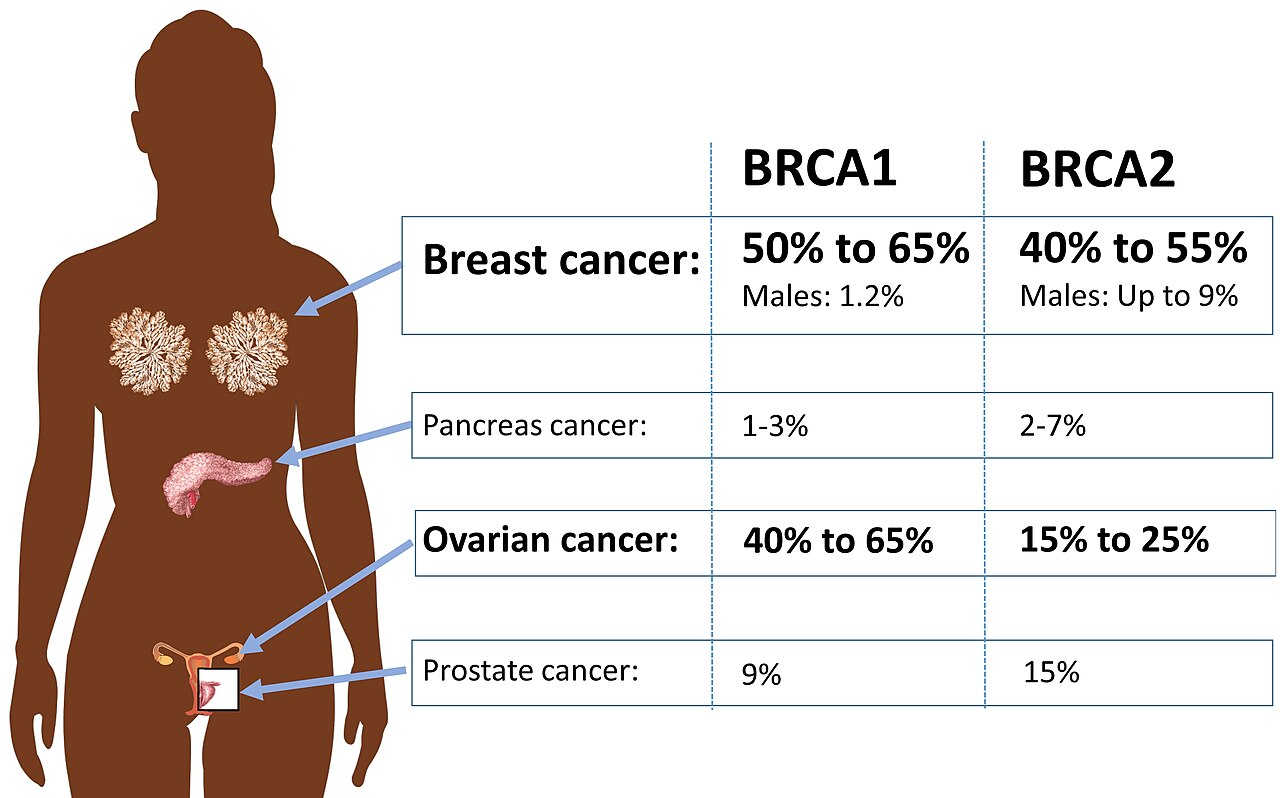 BRCA1 BRCA2
Breast cancer: 50% to 65% 40% to 55%
Males: 1.2% Males: Up to 9%
Pancreas cancer: 1-3% 2-7%
Ovarian cancer: 40% to 65% 15% to 25%
Prostate cancer: 9% 15%